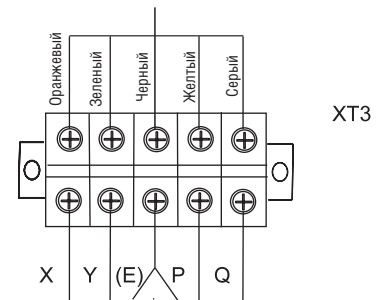 Оранжевый
Зеленый
Черный
Желтый
Серый
XT3
X Y (E) P Q